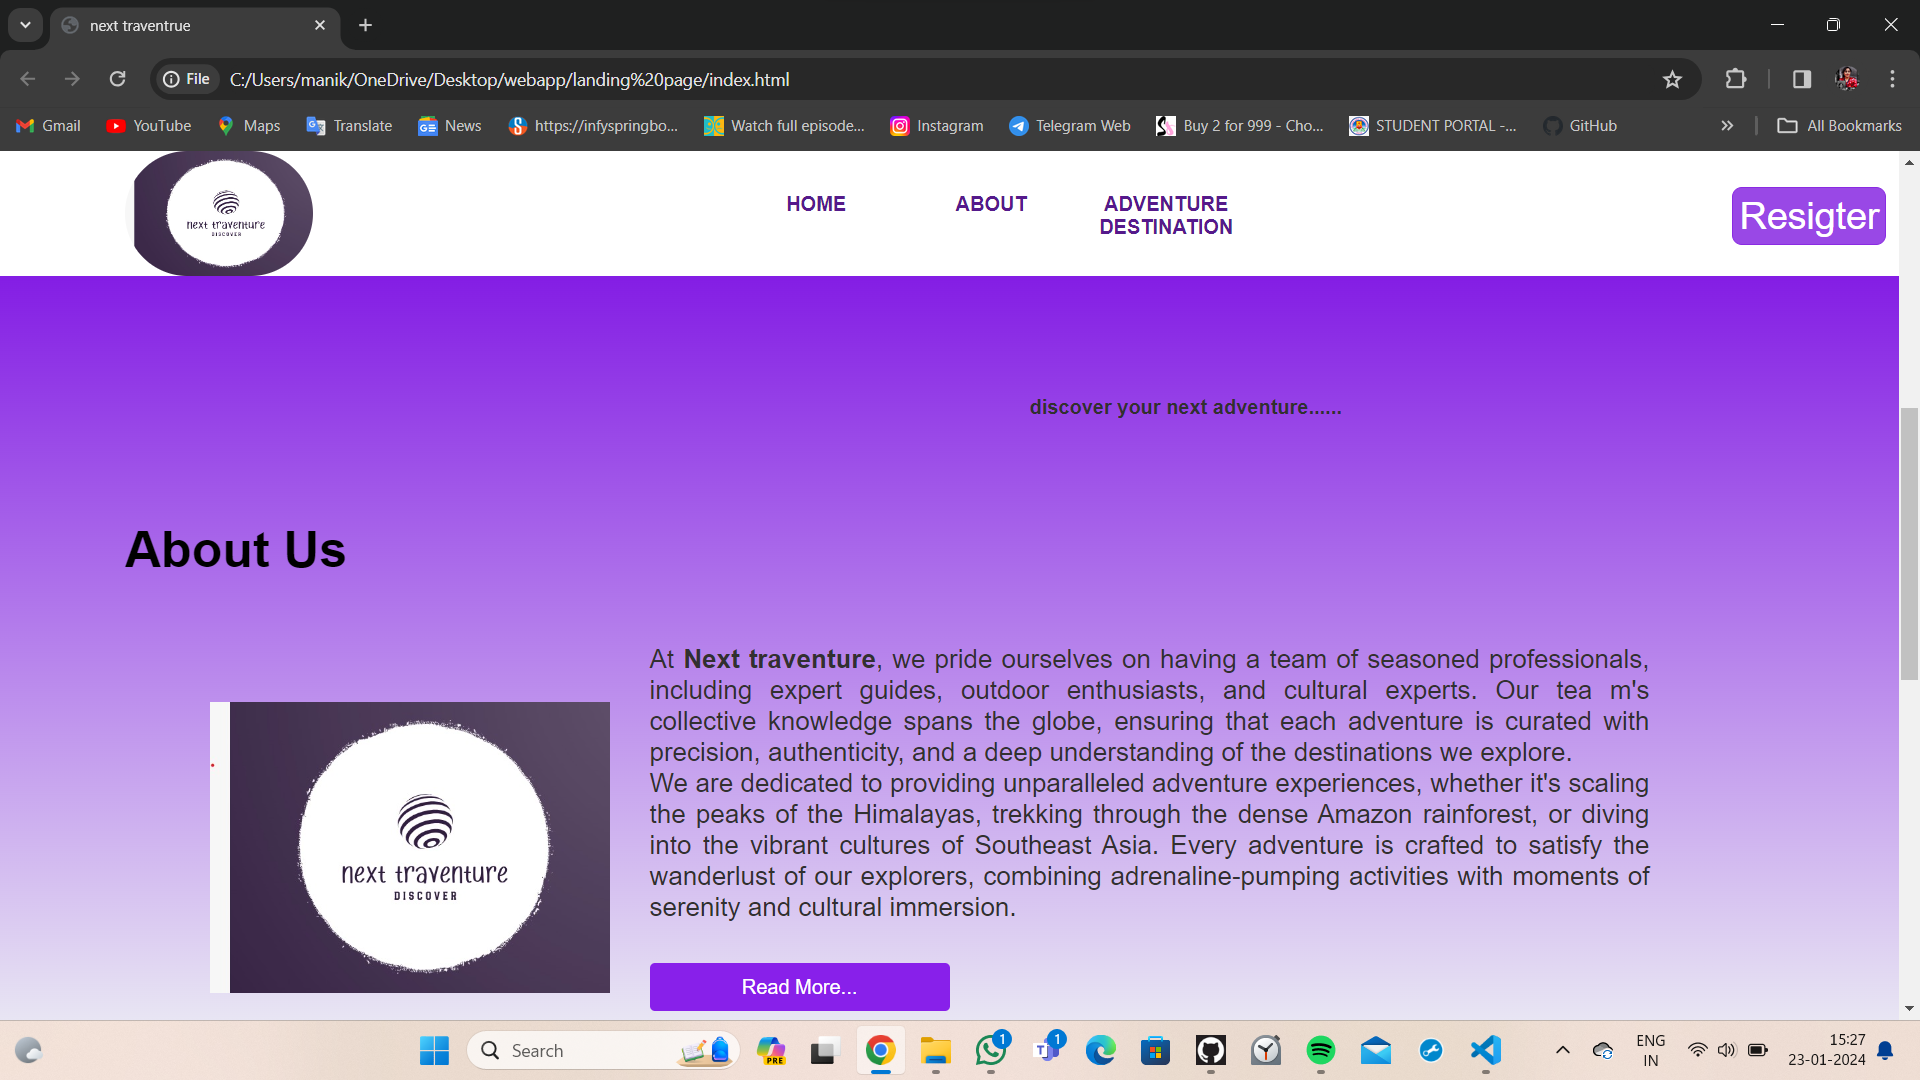 next traventrue
File
C:/Users/manik/OneDrive/Desktop/webapp/landing%20page/index.html
Gmail
YouTube
Maps
Translate
News
https://infyspringbo...
Watch full episode...
Instagram
Telegram Web
Buy 2 for 999 - Cho...
STUDENT PORTAL -...
GitHub
All Bookmarks
next traventure
DISCOVER
HOME
ABOUT
ADVENTURE
DESTINATION
Resigter
discover your next adventure......
About Us
At Next traventure, we pride ourselves on having a team of seasoned professionals,
including expert guides, outdoor enthusiasts, and cultural experts. Our tea m's
collective knowledge spans the globe, ensuring that each adventure is curated with
precision, authenticity, and a deep understanding of the destinations we explore.
We are dedicated to providing unparalleled adventure experiences, whether it's scaling
the peaks of the Himalayas, trekking through the dense Amazon rainforest, or diving
into the vibrant cultures of Southeast Asia. Every adventure is crafted to satisfy the
wanderlust of our explorers, combining adrenaline-pumping activities with moments of
serenity and cultural immersion.
next traventure
DISCOVER
Read More...
Search
PRE
1
1
ENG
IN
15:27
23-01-2024